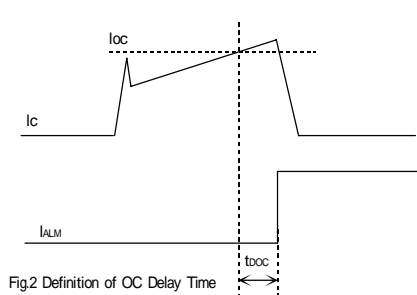 Ioc
Ic
IALM
tDOC
Fig.2 Definition of OC Delay Time